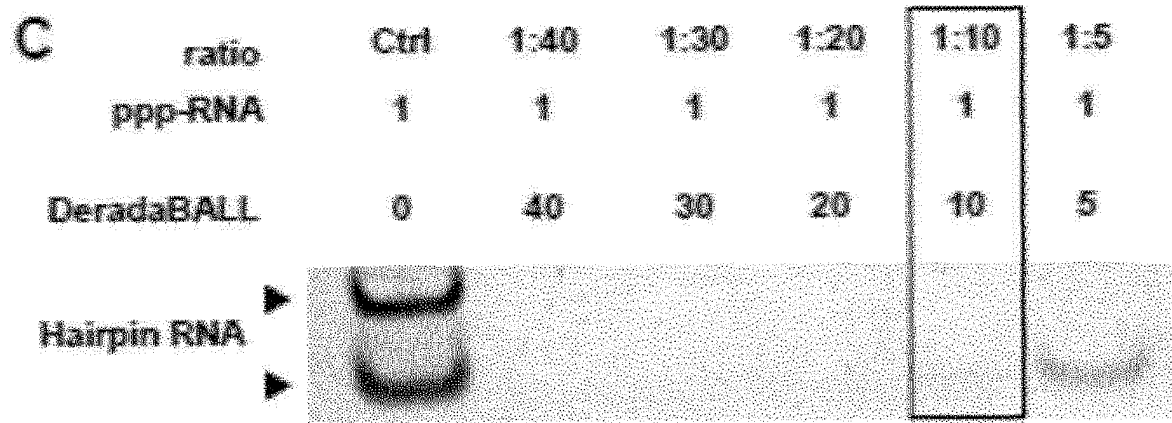 C
ratio Ctrl 1:40 1:30 1:20 1:10 1:5
ppp-RNA 1 1 1 1 1 1
DeradaBALL 0 40 30 20 10 5
Hairpin RNA